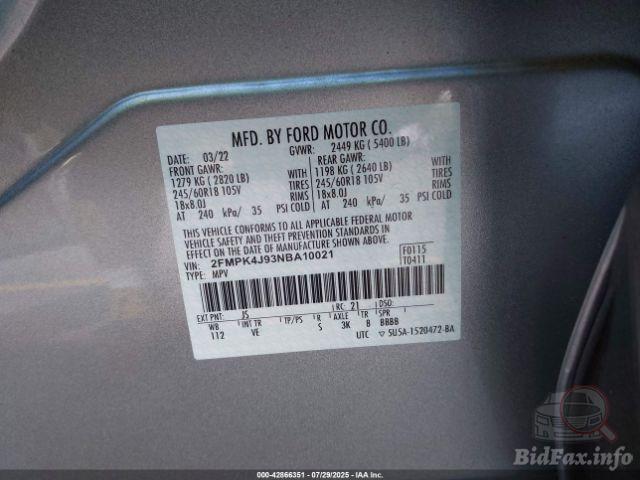 MFD. BY FORD MOTOR CO.
DATE: 03/22 GVWR: 2449 KG ( 5400 LB)
FRONT GAWR: REAR GAWR:
1279 KG ( 2820 LB) 1198 KG ( 2640 LB)
245/60R18 105V TIRES 245/60R18 105V TIRES
18x8.0J RIMS 18x8.0J RIMS
AT 240 kPa/ 35 PSI COLD AT 240 kPa/ 35 PSI COLD
THIS VEHICLE CONFORMS TO ALL APPLICABLE FEDERAL MOTOR
VEHICLE SAFETY AND THEFT PREVENTION STANDARDS IN
EFFECT ON THE DATE OF MANUFACTURE SHOWN ABOVE.
VIN: 2FMPK4J93NBA10021 F0115
TYPE: MPV T0411
EXT PNT: JS RC: 21 DSO:
WB INT TR TP/PS R AXLE TR SPR
112 VE S 3K B BBBB
UTC 5U5A-1520472-BA
BidFax.info
000-42866351 - 07/29/2025 - IAA Inc.